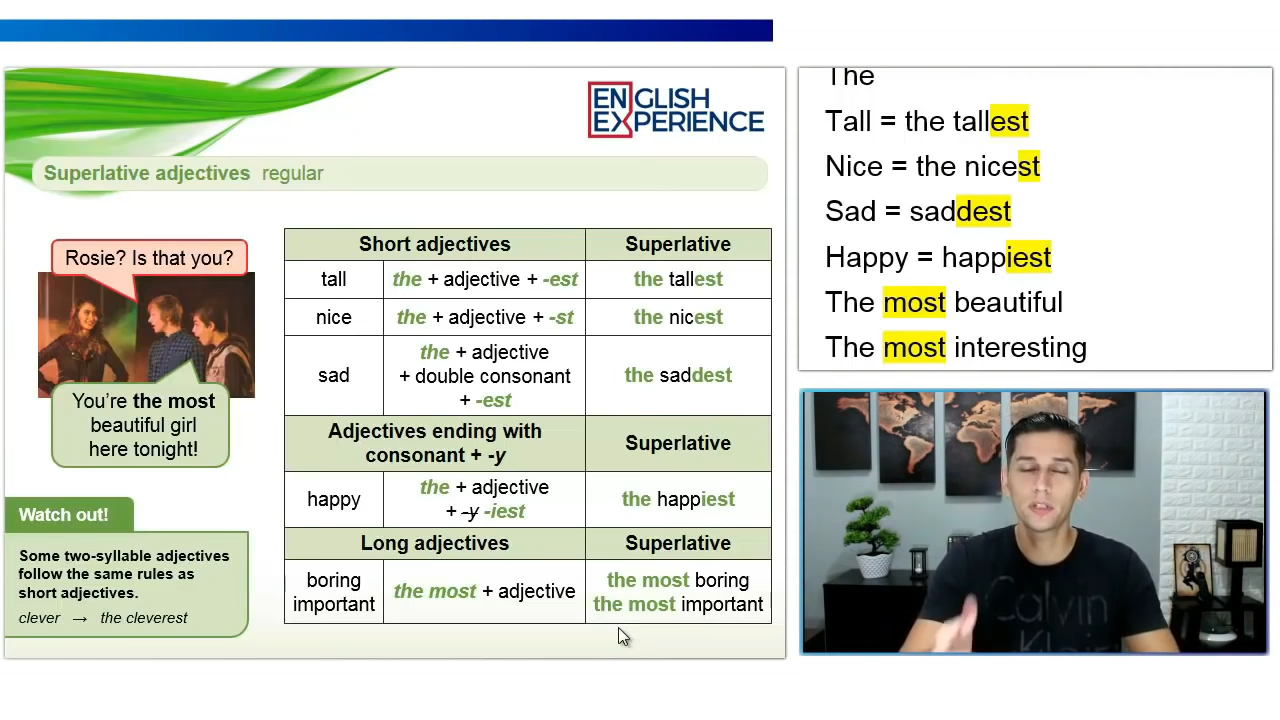 ENGLISH
EXPERIENCE
Superlative adjectives regular
Rosie? Is that you?
You're the most
beautiful girl
here tonight!
Watch out!
Some two-syllable adjectives
follow the same rules as
short adjectives.
clever → the cleverest
Short adjectives Superlative
tall the + adjective + -est the tallest
nice the + adjective + -st the nicest
sad the + adjective
+ double consonant
+ -est the saddest
Adjectives ending with
consonant + -y Superlative
happy the + adjective
+ -y -iest the happiest
Long adjectives Superlative
boring
important the most + adjective the most boring
the most important
The
Tall = the tallest
Nice = the nicest
Sad = saddest
Happy = happiest
The most beautiful
The most interesting
Calvin
Klein